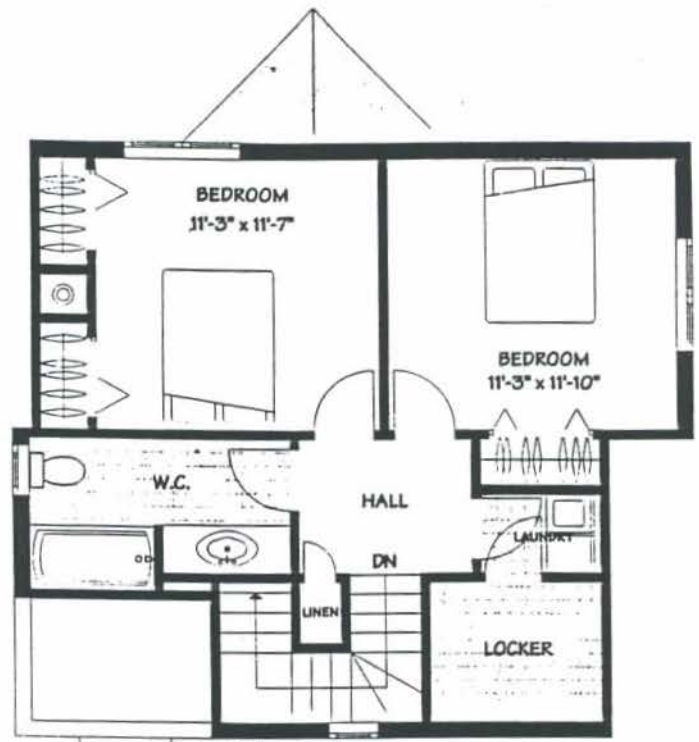 BEDROOM
11'-3" x 11'-7"
BEDROOM
11'-3" x 11'-10"
W.C.
HALL
LAUNDRY
DN
LINEN
LOCKER